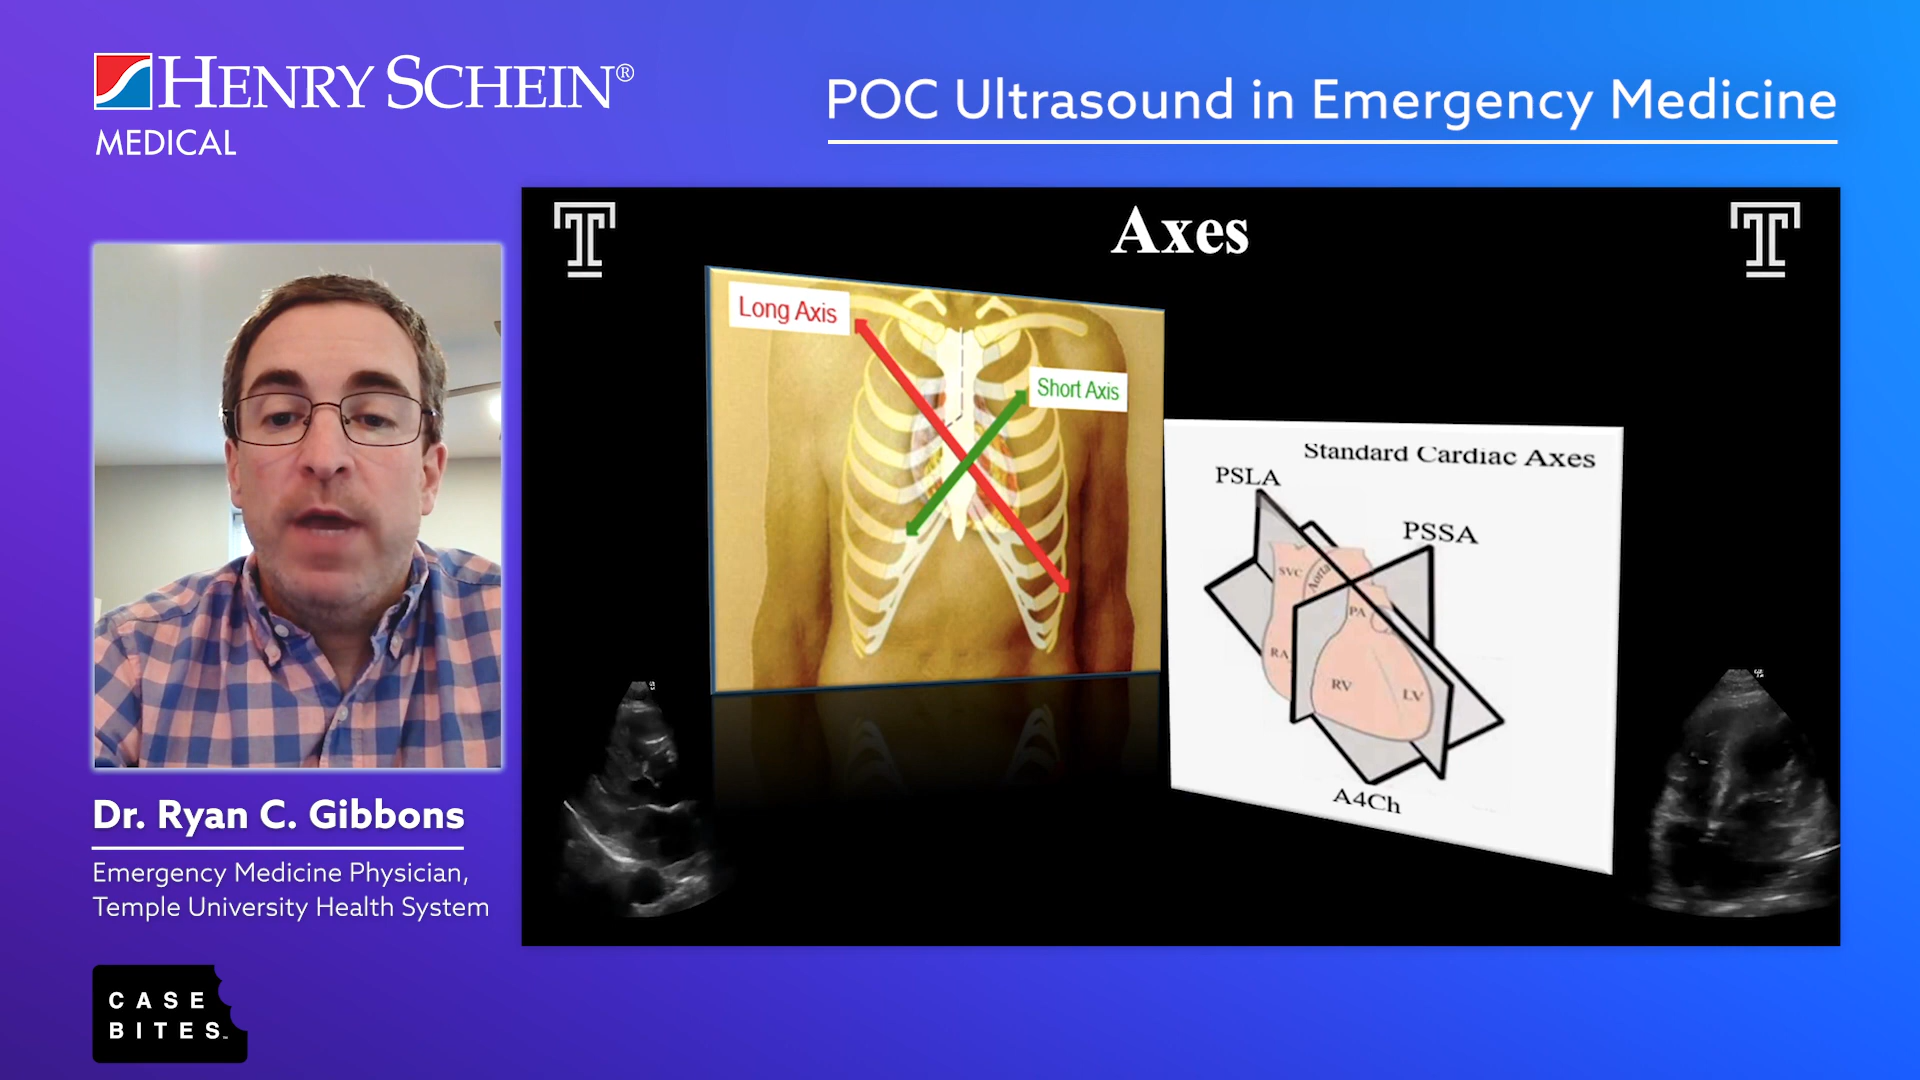 HENRY SCHEIN®
MEDICAL
POC Ultrasound in Emergency Medicine
Axes
Long Axis
Short Axis
Standard Cardiac Axes
PSLA
PSSA
SVC
Aorta
PA
RA
RV
LV
A4Ch
Dr. Ryan C. Gibbons
Emergency Medicine Physician,
Temple University Health System
CASE
BITES™